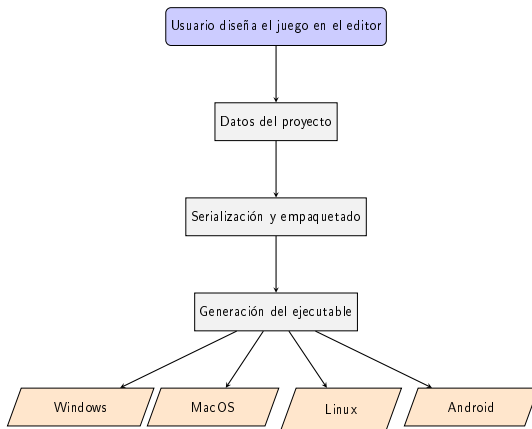 Usuario diseña el juego en el editor
Datos del proyecto
Serialización y empaquetado
Generación del ejecutable
Windows
MacOS
Linux
Android